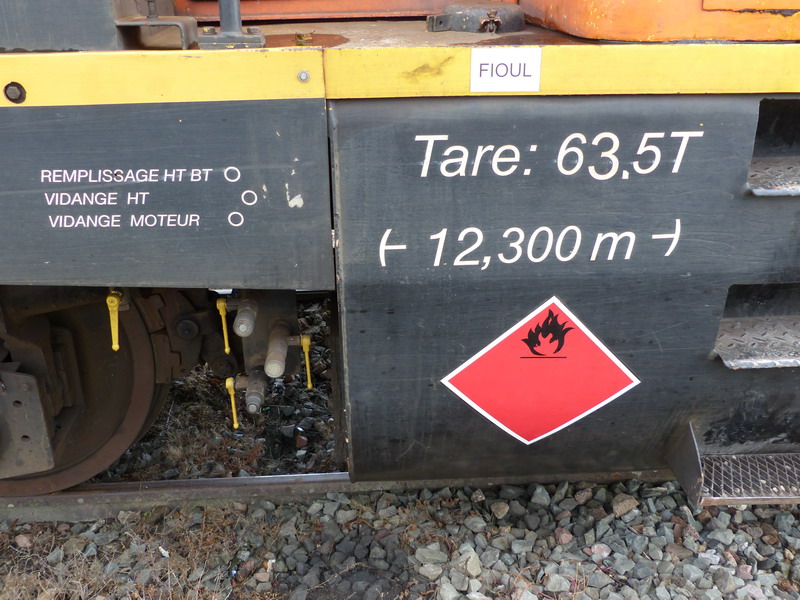 FIOUL
REMPLISSAGE HT BT
VIDANGE HT
VIDANGE MOTEUR
Tare: 63,5T
12,300 m